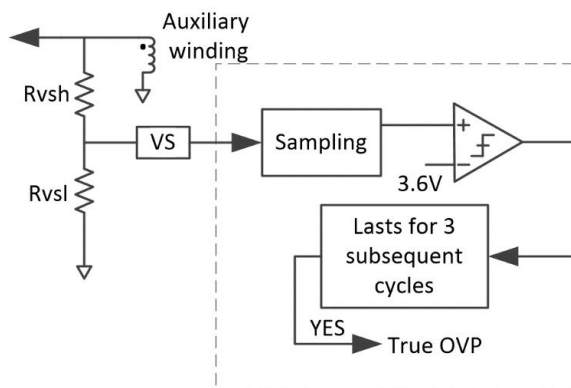 Auxiliary
winding
Rvsh
VS
Sampling
+
−
3.6V
Rvsl
Lasts for 3
subsequent
cycles
YES
True OVP